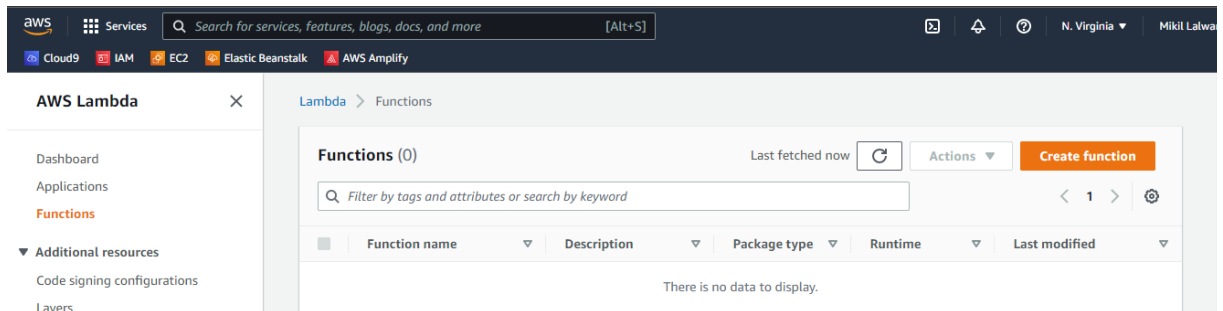 aws Services Search for services, features, blogs, docs, and more [Alt+S] N. Virginia ▼ Mikil Lalwa
Cloud9 IAM EC2 Elastic Beanstalk AWS Amplify
AWS Lambda
Dashboard
Applications
Functions
▼ Additional resources
Code signing configurations
Layers
Lambda > Functions
Functions (0) Last fetched now Actions ▼ Create function
Filter by tags and attributes or search by keyword < 1 >
Function name Description Package type Runtime Last modified
There is no data to display.